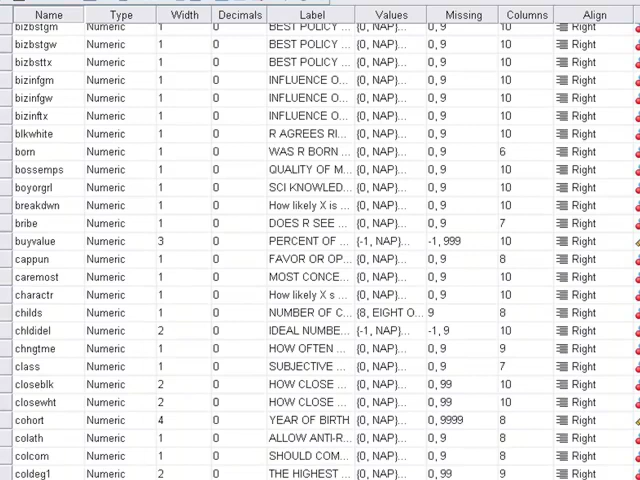 Name Type Width Decimals Label Values Missing Columns Align
bizbstgm Numeric 1 0 BEST POLICY {0, NAP}... 0, 9 10 Right
bizbstgw Numeric 1 0 BEST POLICY {0, NAP}... 0, 9 10 Right
bizbsttx Numeric 1 0 BEST POLICY {0, NAP}... 0, 9 10 Right
bizinfgm Numeric 1 0 INFLUENCE O... {0, NAP}... 0, 9 10 Right
bizinfgw Numeric 1 0 INFLUENCE O... {0, NAP}... 0, 9 10 Right
bizinftx Numeric 1 0 INFLUENCE O... {0, NAP}... 0, 9 10 Right
blkwhite Numeric 1 0 R AGREES RI... {0, NAP}... 0, 9 10 Right
born Numeric 1 0 WAS R BORN ... {0, NAP}... 0, 9 6 Right
bossemps Numeric 1 0 QUALITY OF M... {0, NAP}... 0, 9 10 Right
boyorgrl Numeric 1 0 SCI KNOWLED... {0, NAP}... 0, 9 10 Right
breakdwn Numeric 1 0 How likely X is ... {0, NAP}... 0, 9 10 Right
bribe Numeric 1 0 DOES R SEE ... {0, NAP}... 0, 9 7 Right
buyvalue Numeric 3 0 PERCENT OF ... {-1, NAP}... -1, 999 10 Right
cappun Numeric 1 0 FAVOR OR OP... {0, NAP}... 0, 9 8 Right
caremost Numeric 1 0 MOST CONCE... {0, NAP}... 0, 9 10 Right
charactr Numeric 1 0 How likely X s ... {0, NAP}... 0, 9 10 Right
childs Numeric 1 0 NUMBER OF C... {8, EIGHT O... 9 8 Right
chldidel Numeric 2 0 IDEAL NUMBE... {-1, NAP}... -1, 9 10 Right
chngtme Numeric 1 0 HOW OFTEN ... {0, NAP}... 0, 9 9 Right
class Numeric 1 0 SUBJECTIVE ... {0, NAP}... 0, 9 7 Right
closeblk Numeric 2 0 HOW CLOSE ... {0, NAP}... 0, 99 10 Right
closewht Numeric 2 0 HOW CLOSE ... {0, NAP}... 0, 99 10 Right
cohort Numeric 4 0 YEAR OF BIRTH {0, NAP}... 0, 9999 8 Right
colath Numeric 1 0 ALLOW ANTI-R... {0, NAP}... 0, 9 8 Right
colcom Numeric 1 0 SHOULD COM... {0, NAP}... 0, 9 8 Right
coldeg1 Numeric 2 0 THE HIGHEST ... {0, NAP}... 0, 99 9 Right